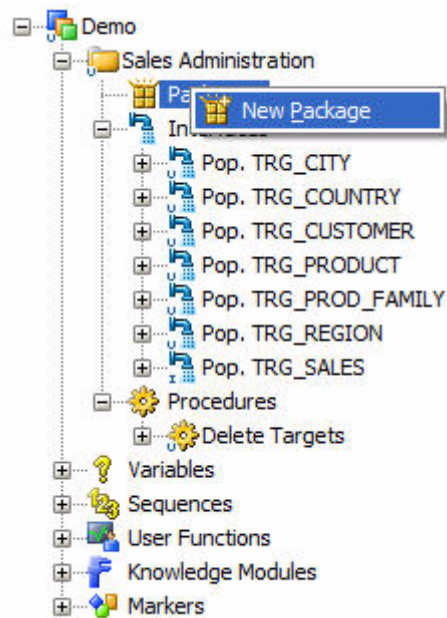 Demo
Sales Administration
New Package
Pop. TRG_CITY
Pop. TRG_COUNTRY
Pop. TRG_CUSTOMER
Pop. TRG_PRODUCT
Pop. TRG_PROD_FAMILY
Pop. TRG_REGION
Pop. TRG_SALES
Procedures
Delete Targets
Variables
Sequences
User Functions
Knowledge Modules
Markers